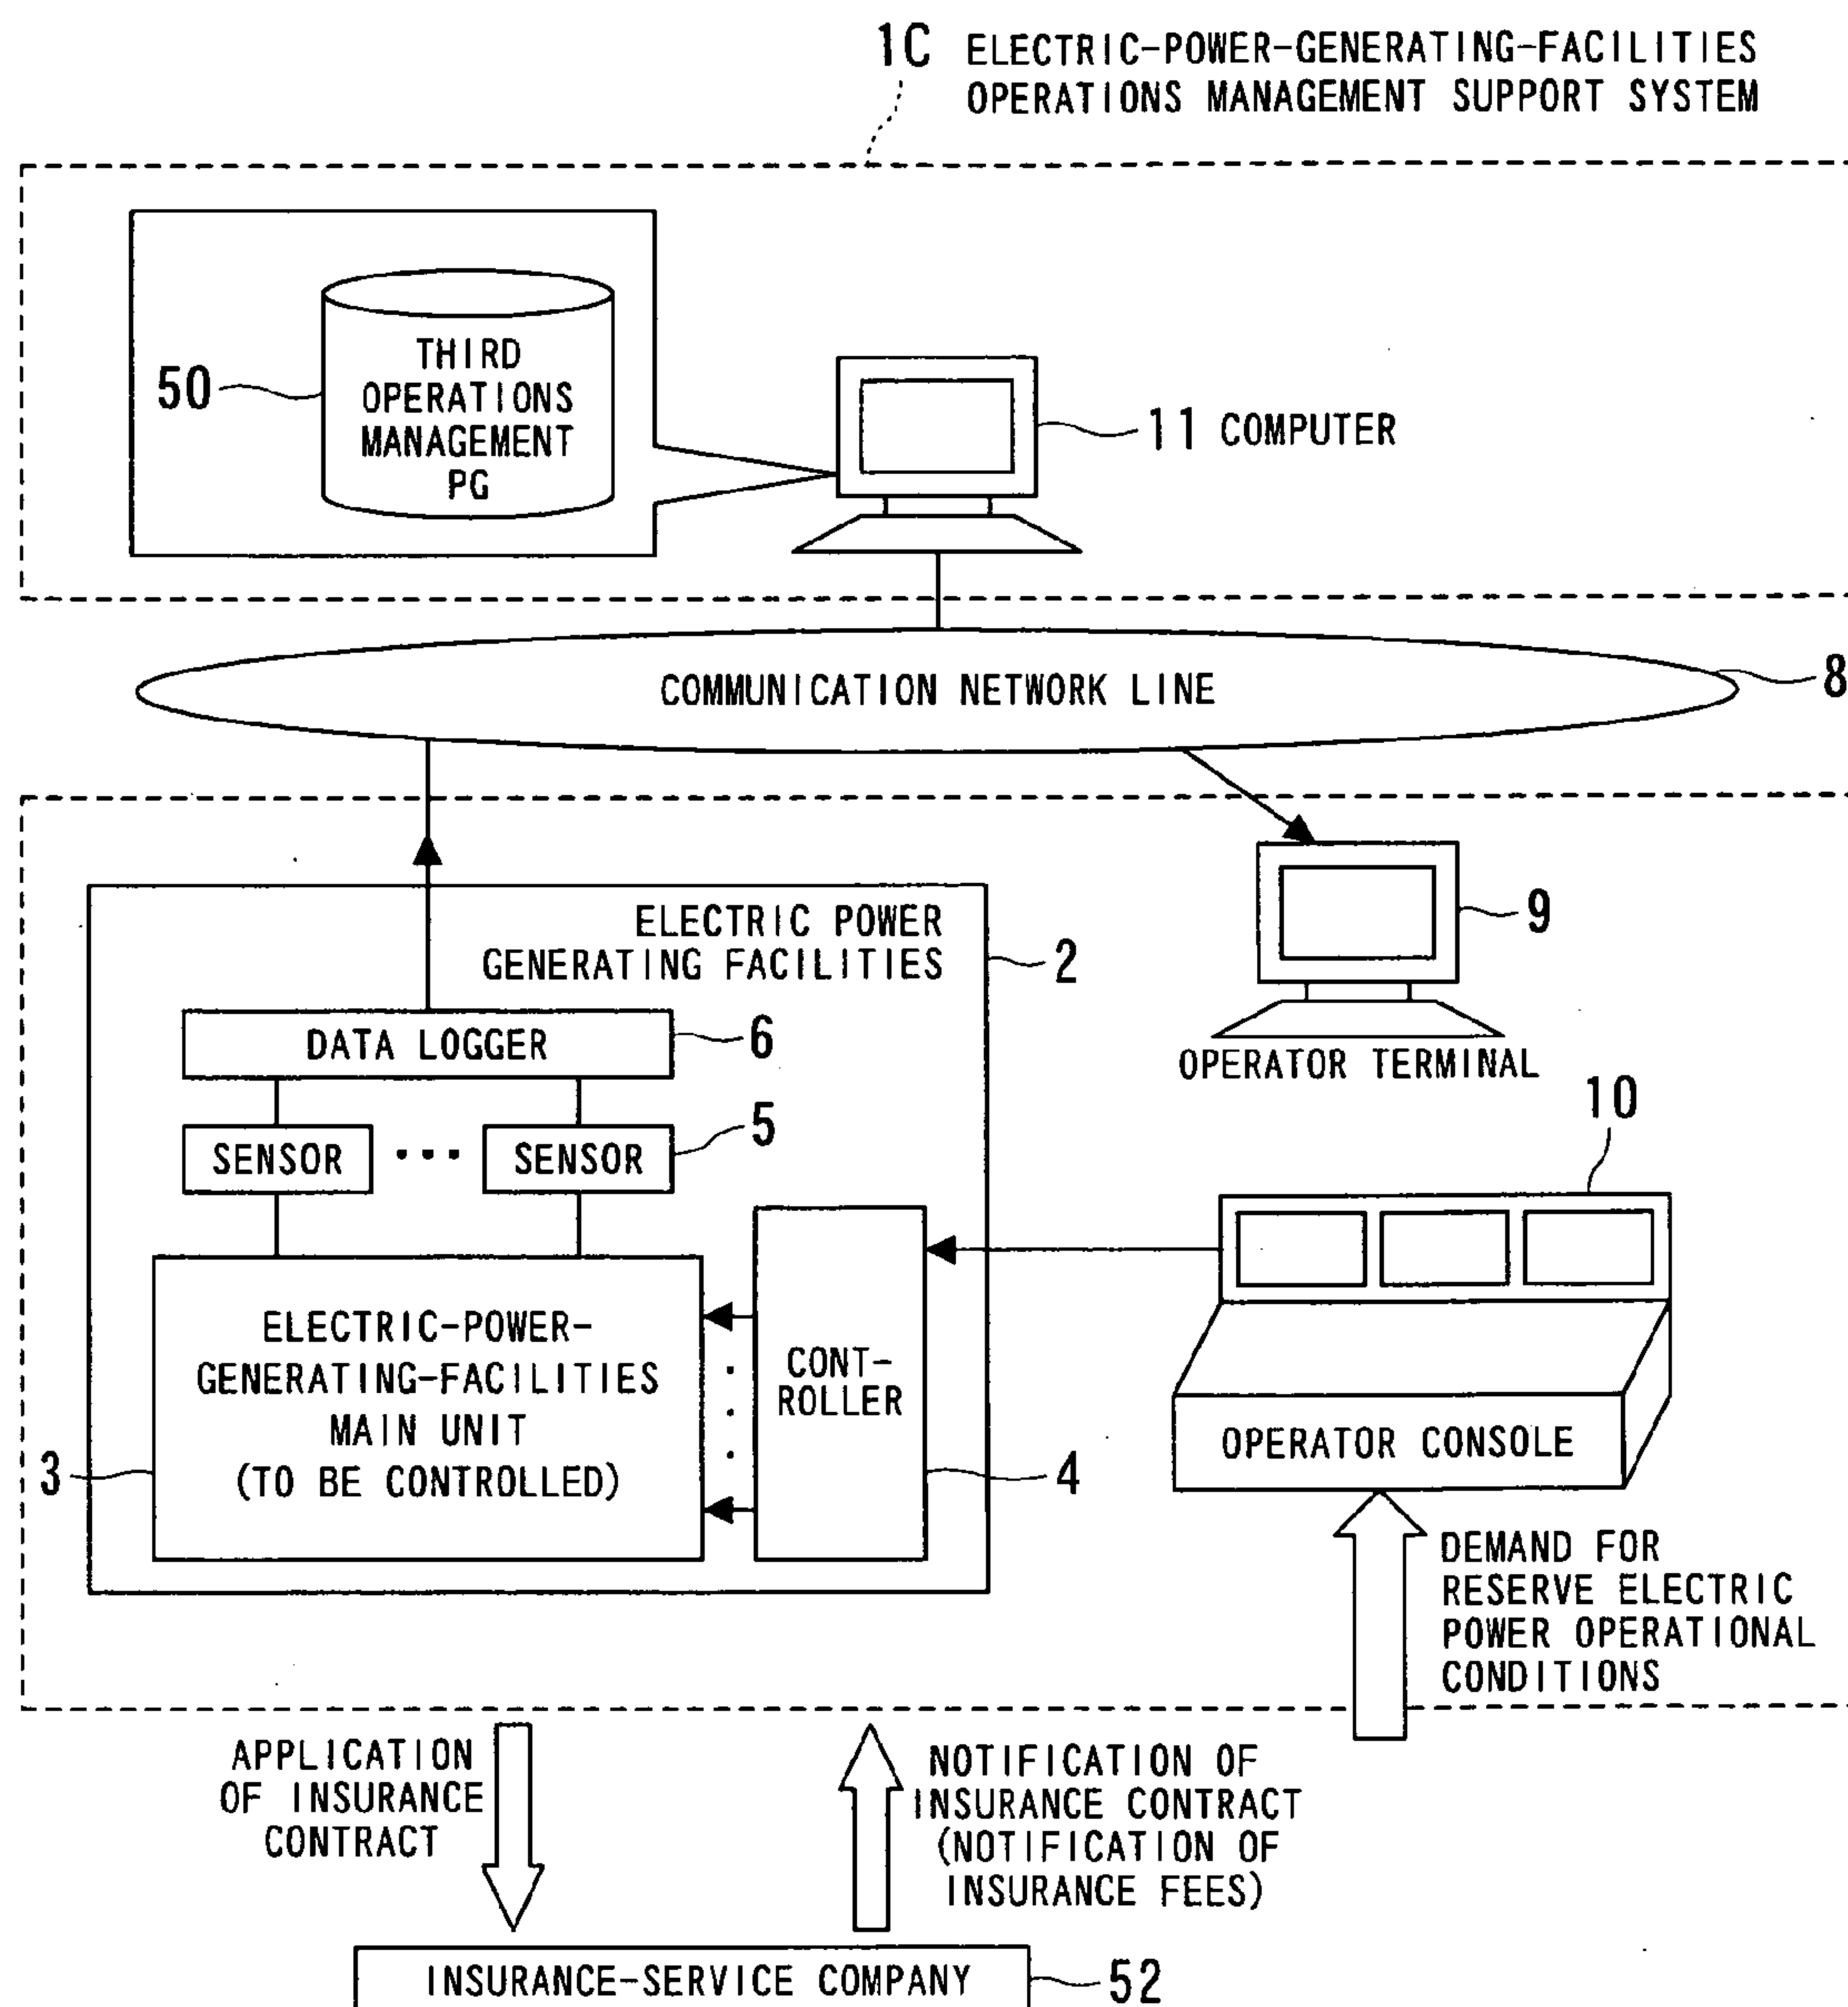 1C ELECTRIC-POWER-GENERATING-FACILITIES
OPERATIONS MANAGEMENT SUPPORT SYSTEM
50
THIRD
OPERATIONS
MANAGEMENT
PG
11 COMPUTER
COMMUNICATION NETWORK LINE
8
ELECTRIC POWER
GENERATING FACILITIES
2
9
OPERATOR TERMINAL
DATA LOGGER
6
SENSOR
...
SENSOR
5
10
ELECTRIC-POWER-
GENERATING-FACILITIES
MAIN UNIT
(TO BE CONTROLLED)
3
CONT-
ROLLER
4
OPERATOR CONSOLE
DEMAND FOR
RESERVE ELECTRIC
POWER OPERATIONAL
CONDITIONS
APPLICATION
OF INSURANCE
CONTRACT
NOTIFICATION OF
INSURANCE CONTRACT
(NOTIFICATION OF
INSURANCE FEES)
INSURANCE-SERVICE COMPANY
52